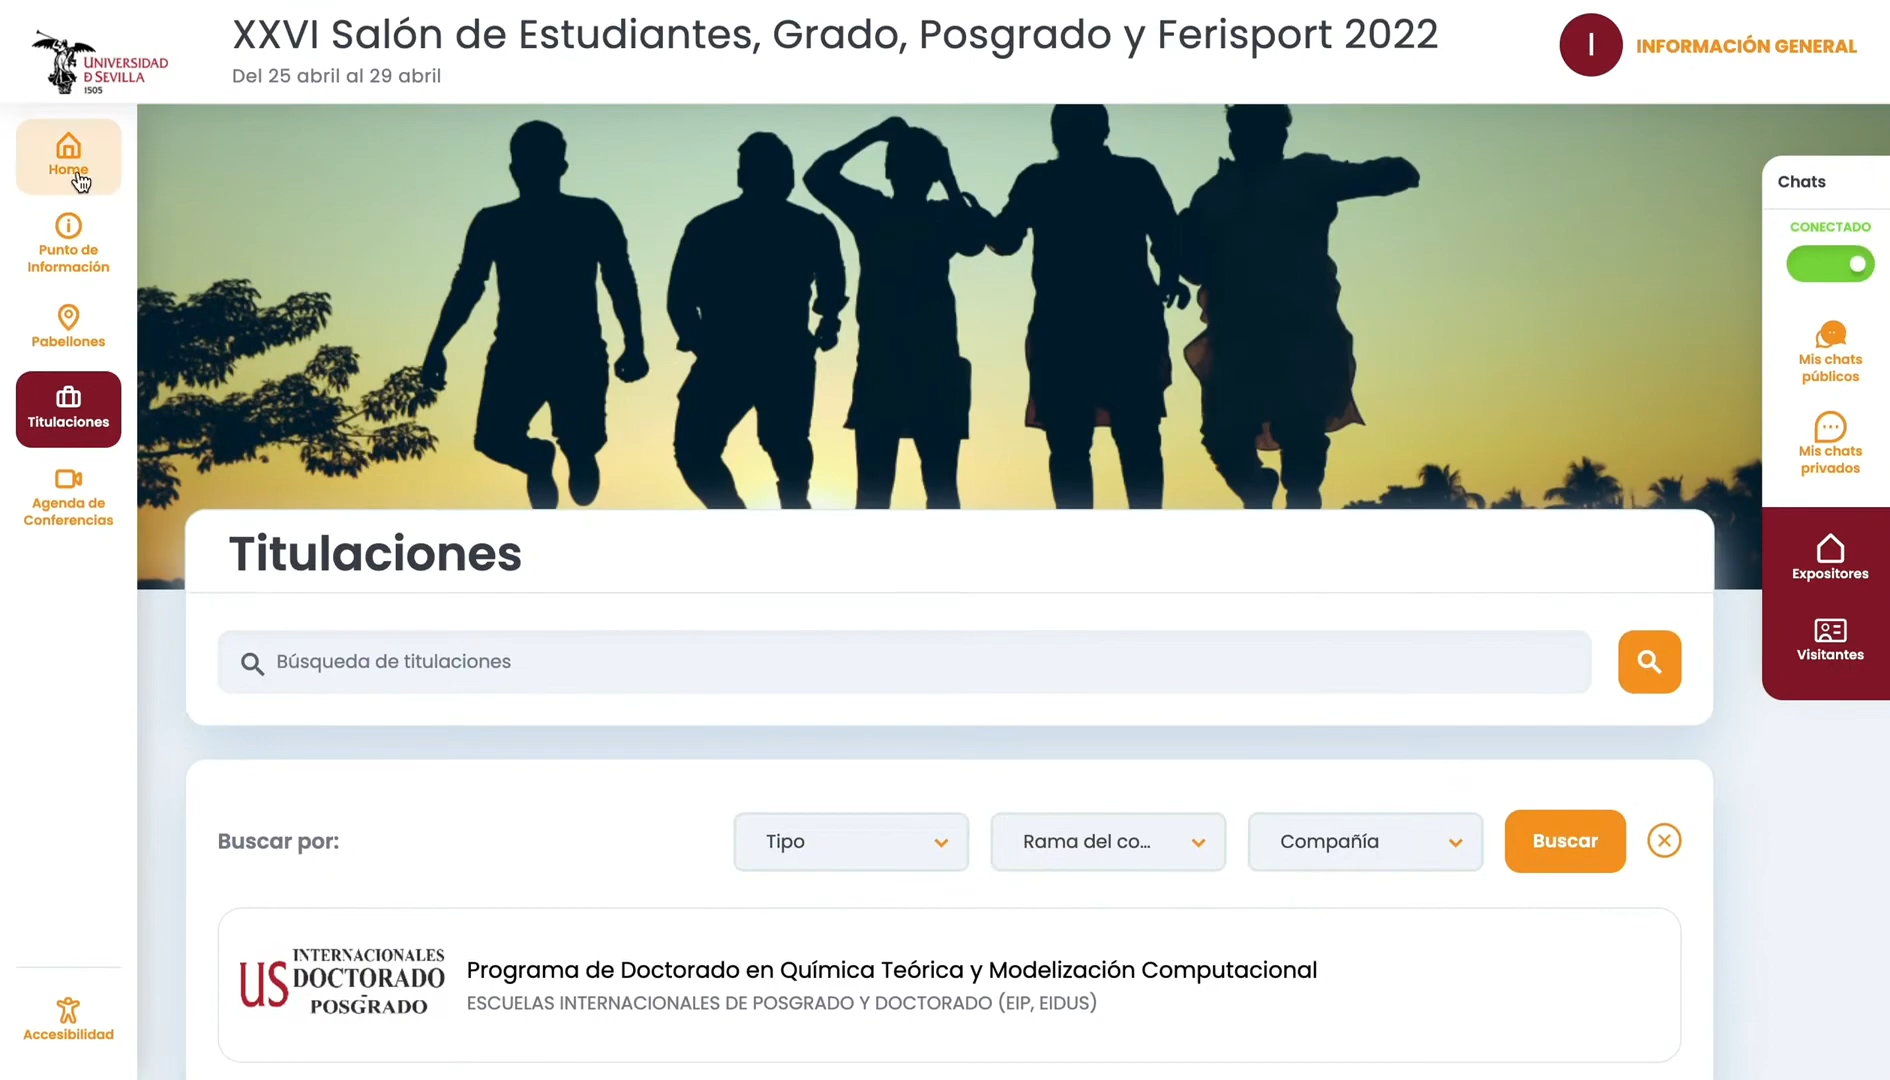 UNIVERSIDAD
D SEVILLA
1505
XXVI Salón de Estudiantes, Grado, Posgrado y Ferisport 2022
Del 25 abril al 29 abril
I
INFORMACIÓN GENERAL
Home
Punto de
Información
Pabellones
Titulaciones
Agenda de
Conferencias
Accesibilidad
Chats
CONECTADO
Mis chats
públicos
Mis chats
privados
Expositores
Visitantes
Titulaciones
Búsqueda de titulaciones
Buscar por:
Tipo
Rama del co...
Compañía
Buscar
US
INTERNACIONALES
DOCTORADO
POSGRADO
Programa de Doctorado en Química Teórica y Modelización Computacional
ESCUELAS INTERNACIONALES DE POSGRADO Y DOCTORADO (EIP, EIDUS)